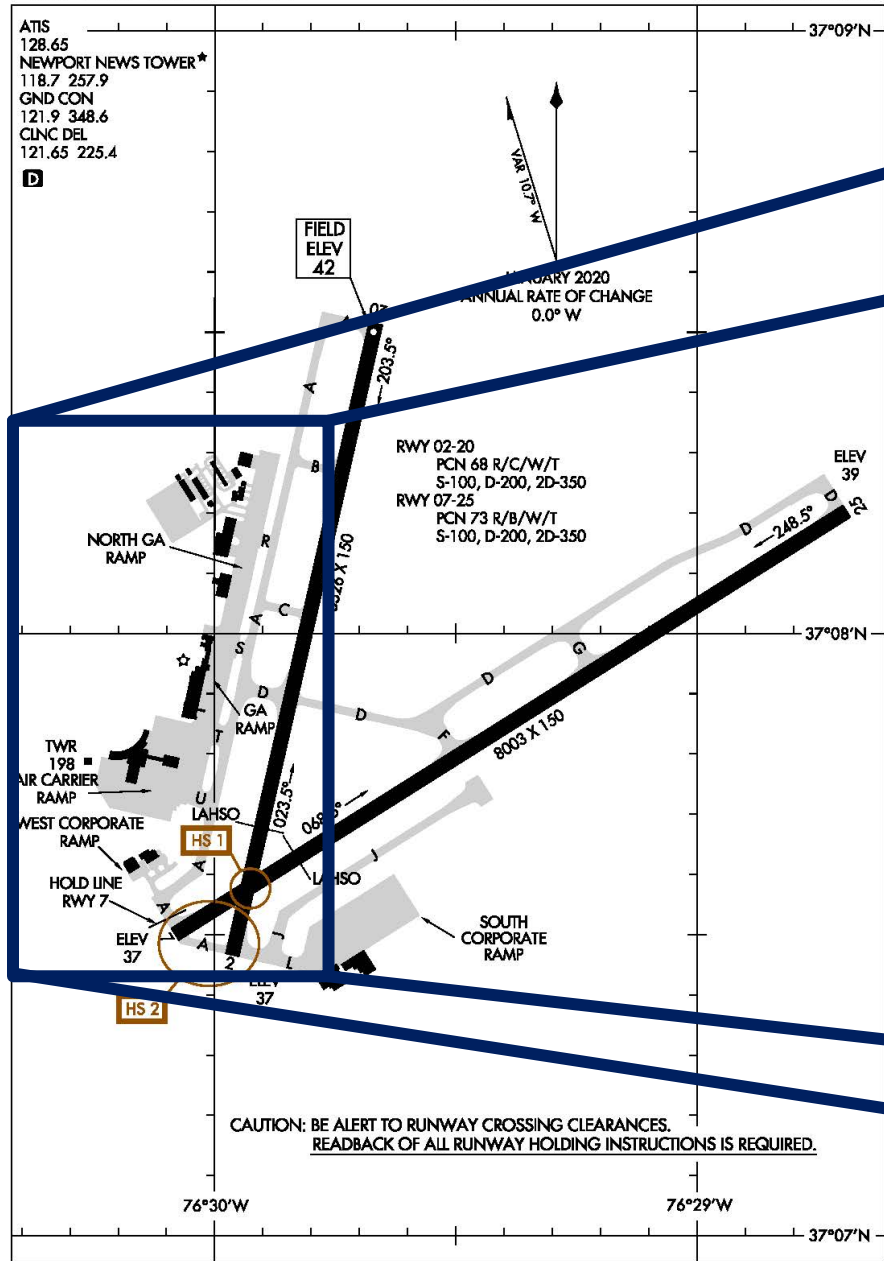 ATIS
128.65
NEWPORT NEWS TOWER★
118.7 257.9
GND CON
121.9 348.6
CLNC DEL
121.65 225.4
D
37°09'N
VAR 10.7° W
FIELD
ELEV
42
2020
ANNUAL RATE OF CHANGE
0.0° W
203.5°
A
B
RWY 02-20
PCN 68 R/C/W/T
S-100, D-200, 2D-350
RWY 07-25
PCN 73 R/B/W/T
S-100, D-200, 2D-350
ELEV
39
D
D
25
248.5°
NORTH GA
RAMP
R
C
A
S
37°08'N
G
D
D
D
GA
RAMP
F
8003 X 150
T
T
TWR
198
AIR CARRIER
RAMP
U
LAHSO
023.5°
WEST CORPORATE
RAMP
HS 1
A
J
HOLD LINE
RWY 7
LAHSO
A
ELEV
37
7
A
2
J
L
SOUTH
CORPORATE
RAMP
37
HS 2
CAUTION: BE ALERT TO RUNWAY CROSSING CLEARANCES.
READBACK OF ALL RUNWAY HOLDING INSTRUCTIONS IS REQUIRED.
76°30'W
76°29'W
37°07'N